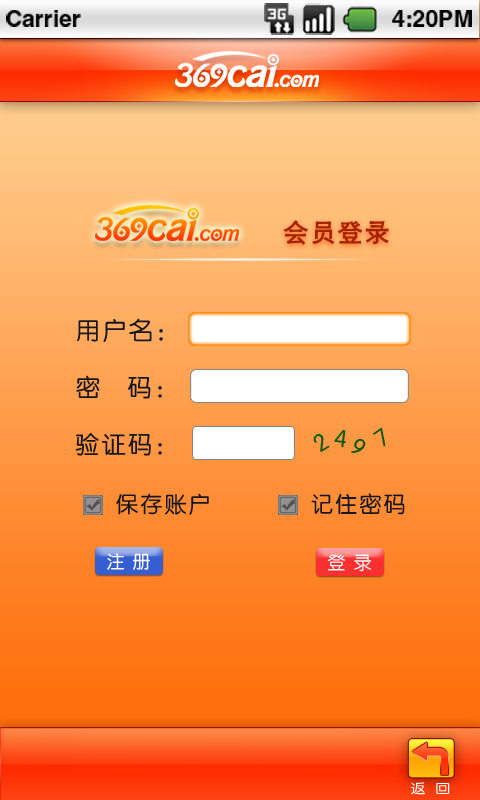 Carrier 3G 4:20PM
369cai.com
369cai.com 会员登录
用户名：
密 码：
验证码： 2497
保存账户 记住密码
注 册 登 录
返 回